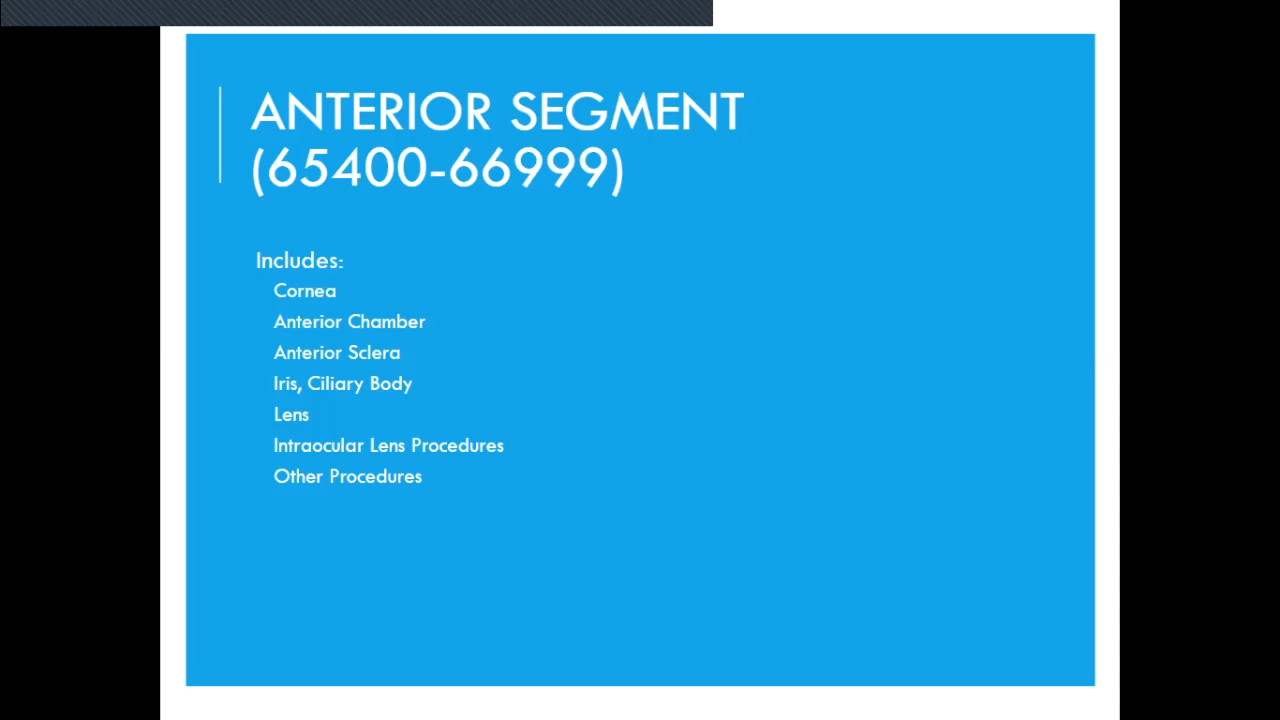 ANTERIOR SEGMENT
(65400-66999)
Includes:
Cornea
Anterior Chamber
Anterior Sclera
Iris, Ciliary Body
Lens
Intraocular Lens Procedures
Other Procedures